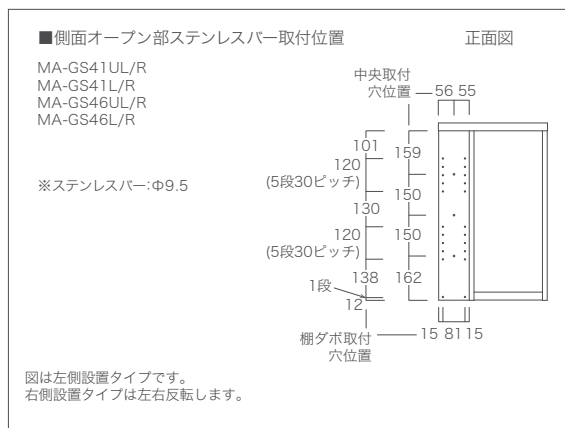 ■側面オープン部ステンレスバー取付位置
正面図
MA-GS41UL/R
MA-GS41L/R
MA-GS46UL/R
MA-GS46L/R
※ステンレスバー:Φ9.5
中央取付
穴位置
56 55
101
159
120
(5段30ピッチ)
150
130
120
150
(5段30ピッチ)
138
162
1段
12
棚ダボ取付
穴位置
15 81 15
図は左側設置タイプです。
右側設置タイプは左右反転します。